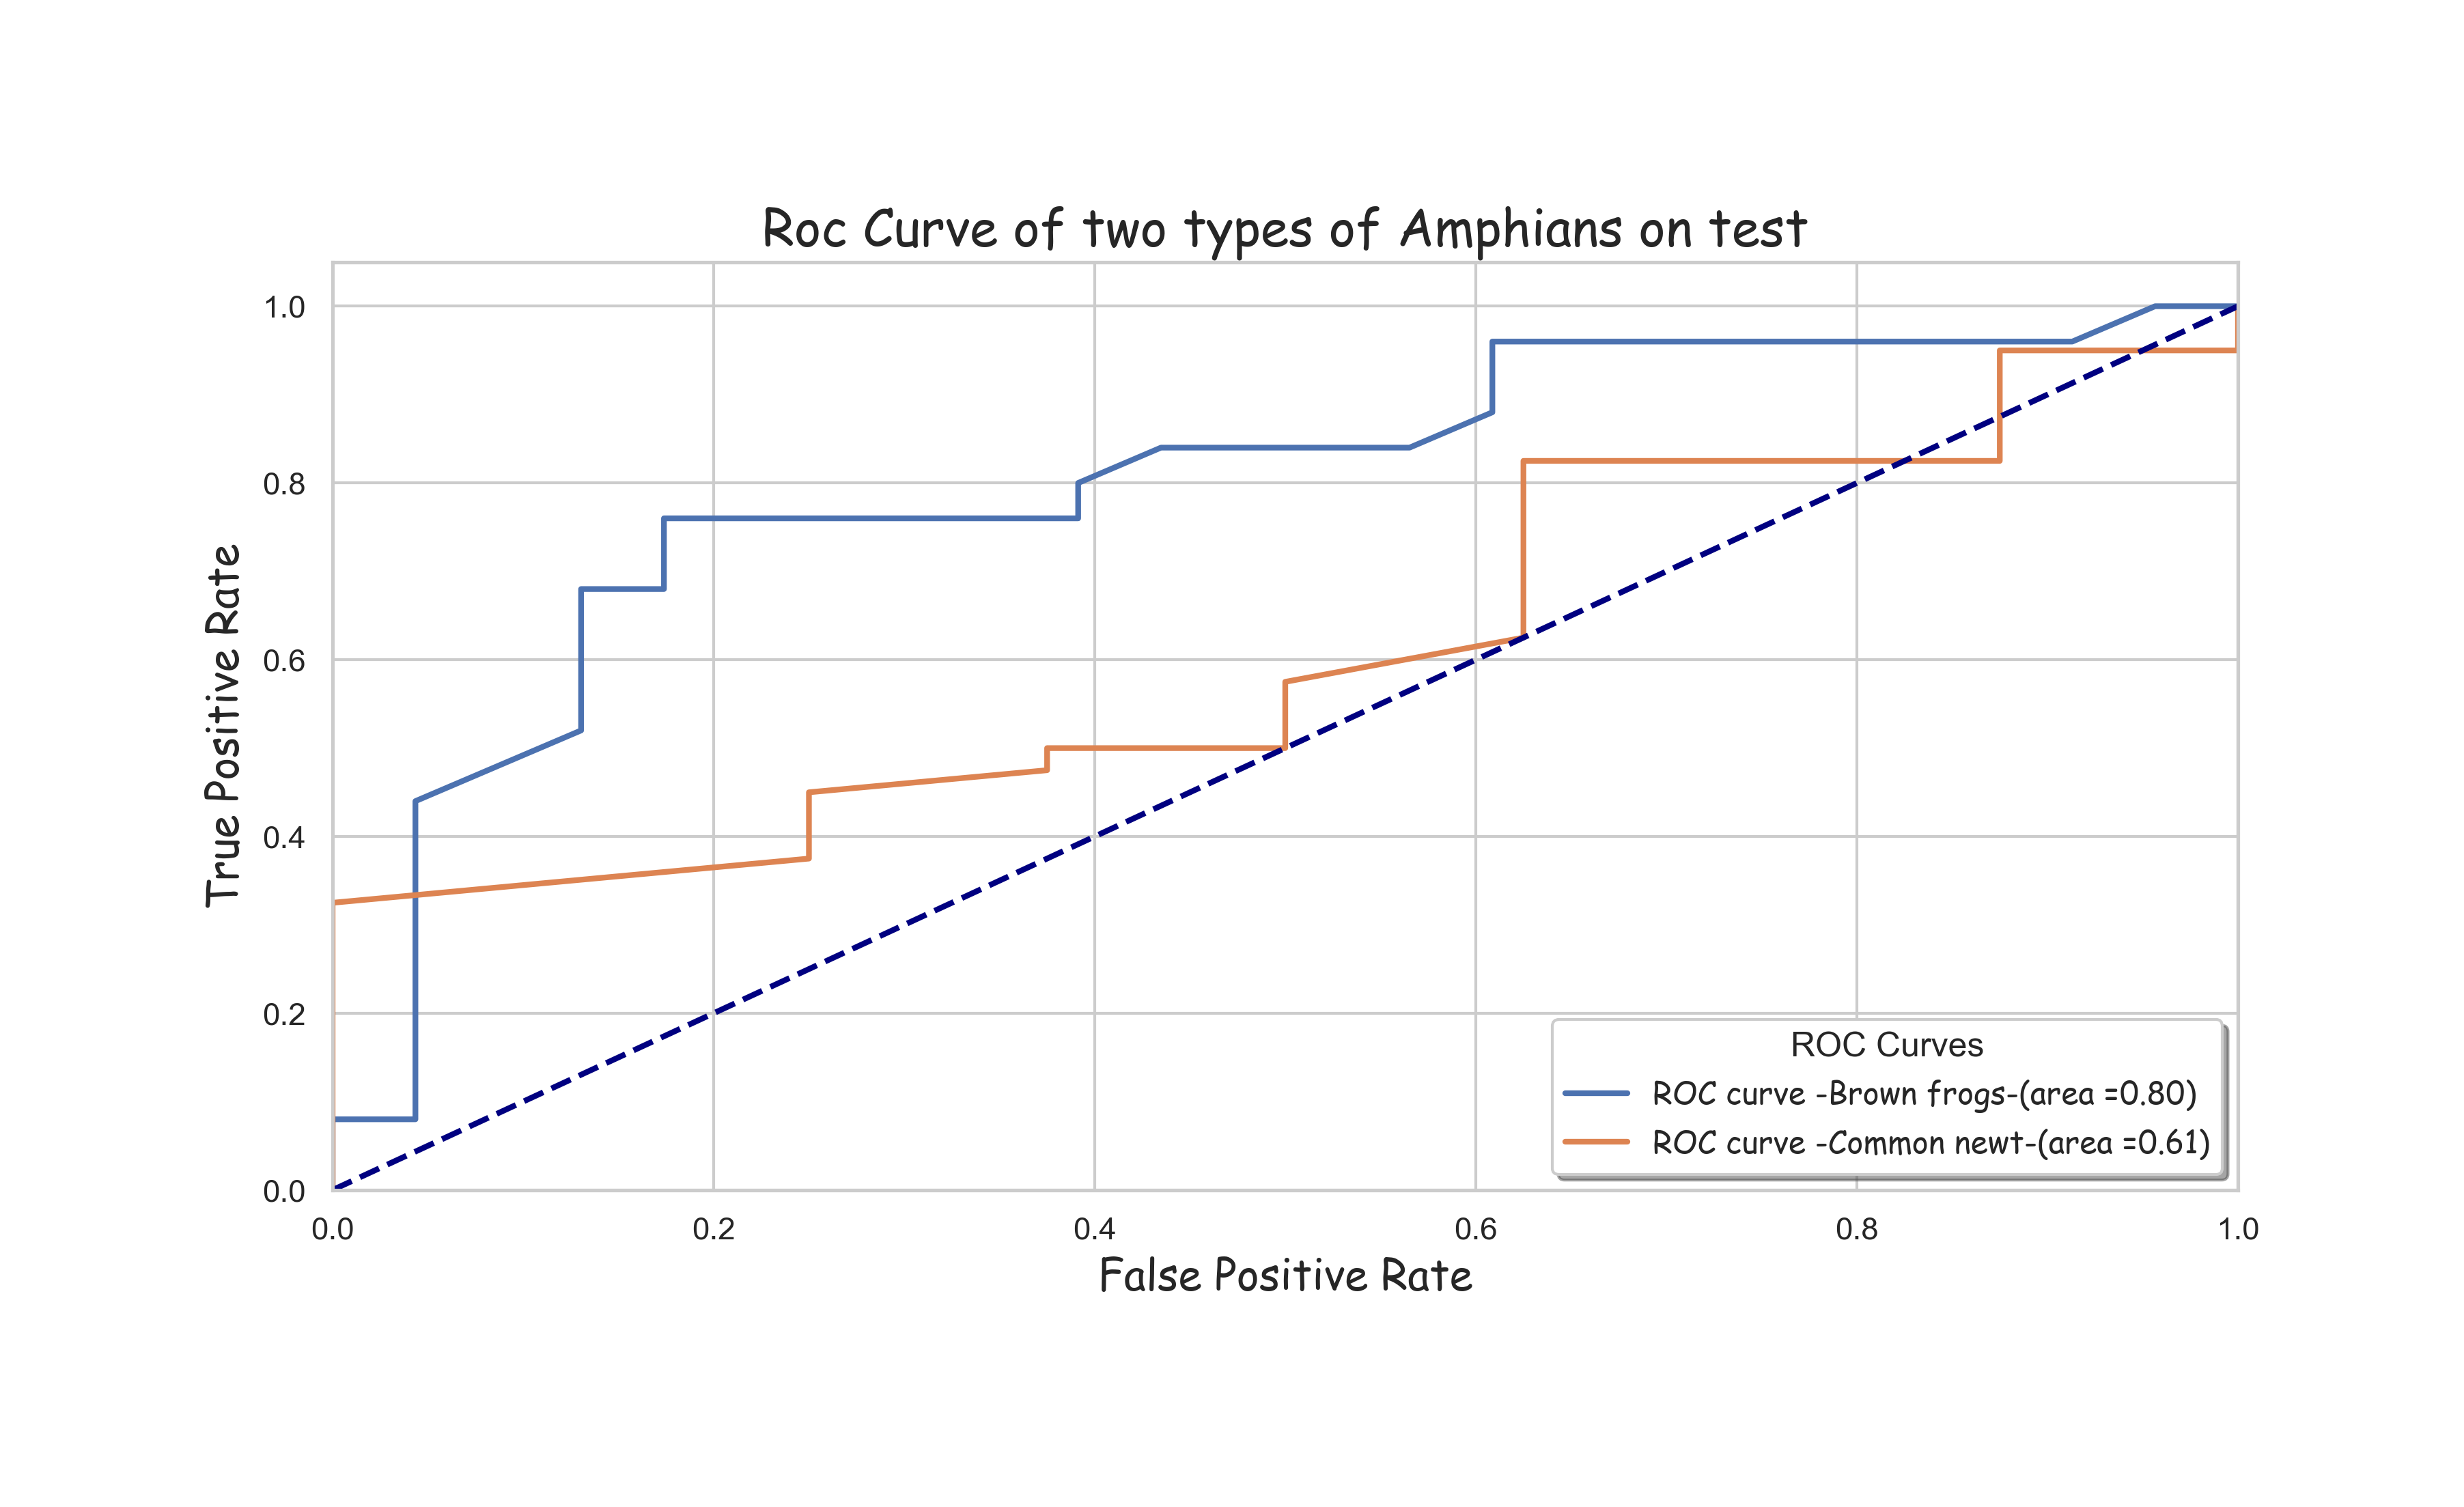 Roc Curve of two types of Amphians on test
True Positive Rate
1.0
0.8
0.6
0.4
0.2
0.0
0.0 0.2 0.4 0.6 0.8 1.0
False Positive Rate
ROC Curves
ROC curve -Brown frogs-(area =0.80)
ROC curve -Common newt-(area =0.61)